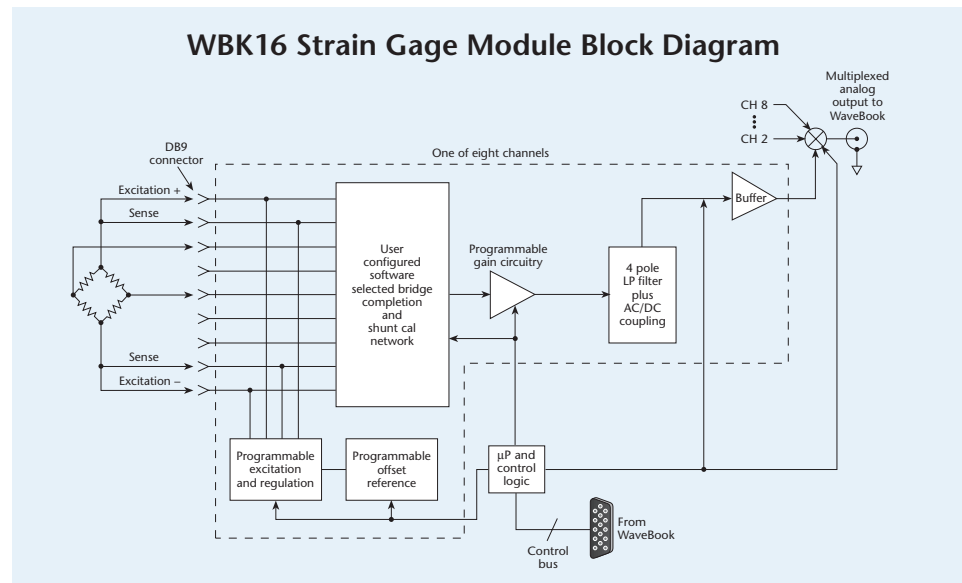 WBK16 Strain Gage Module Block Diagram
Multiplexed
analog
output to
WaveBook
CH 8
CH 2
DB9
connector
One of eight channels
Excitation +
Sense
Buffer
User
configured
software
selected bridge
completion
and
shunt cal
network
Programmable
gain circuitry
4 pole
LP filter
plus
AC/DC
coupling
Sense
Excitation –
Programmable
excitation
and regulation
Programmable
offset
reference
µP and
control
logic
From
WaveBook
Control
bus